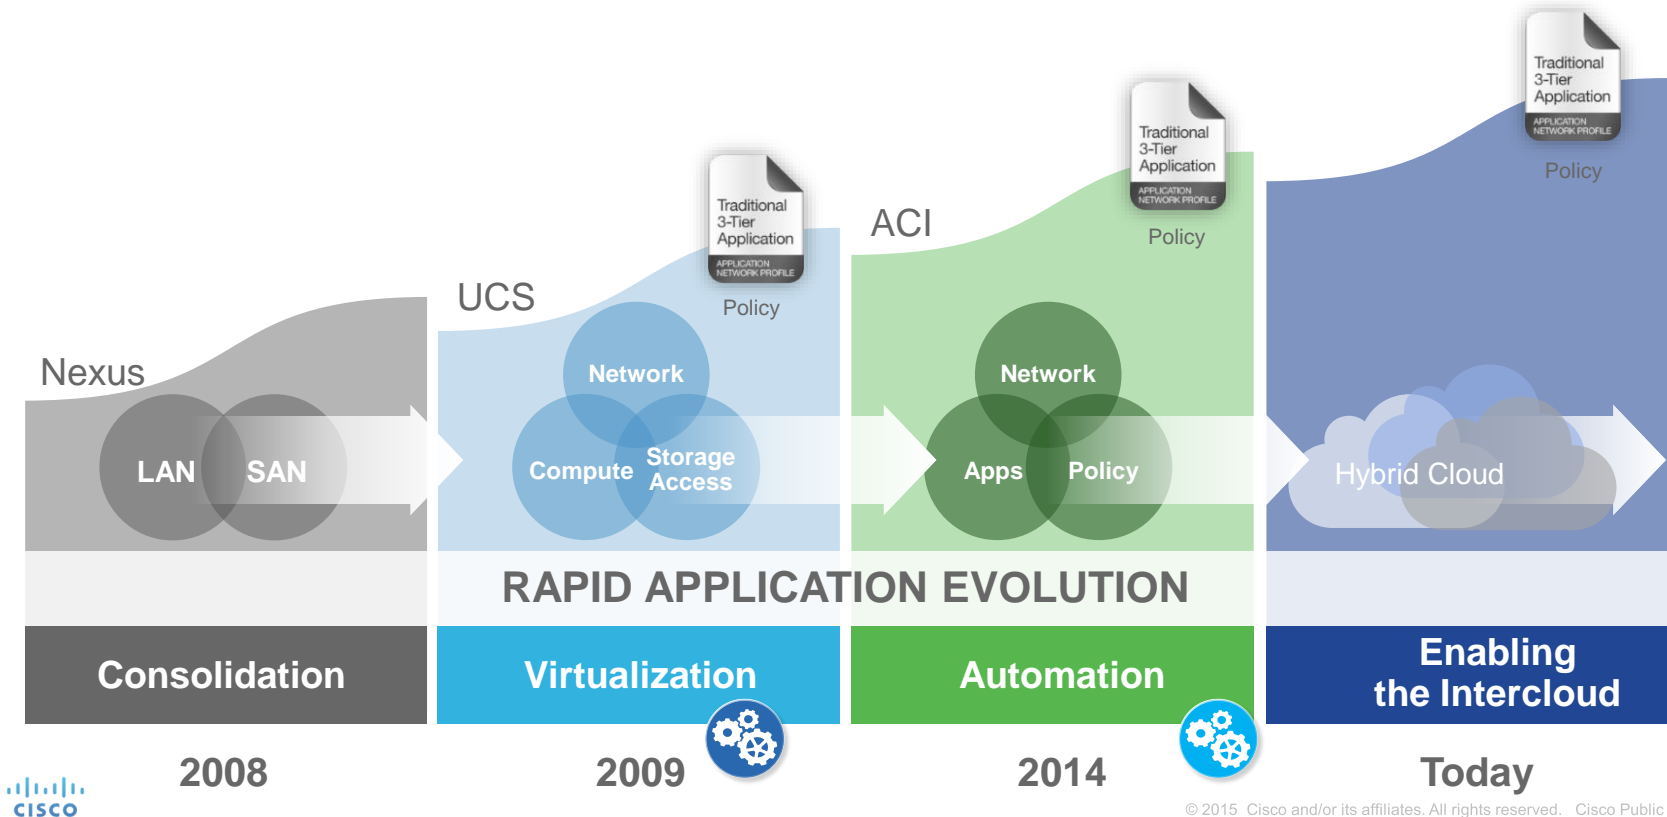 Traditional
3-Tier
Application
APPLICATION
NETWORK PROFILE
Policy
Traditional
3-Tier
Application
APPLICATION
NETWORK PROFILE
Policy
Traditional
3-Tier
Application
APPLICATION
NETWORK PROFILE
Policy
Nexus
UCS
ACI
LAN
SAN
Network
Compute
Storage
Access
Network
Apps
Policy
Hybrid Cloud
RAPID APPLICATION EVOLUTION
Consolidation
Virtualization
Automation
Enabling
the Intercloud
2008
2009
2014
Today
CISCO
© 2015 Cisco and/or its affiliates. All rights reserved. Cisco Public